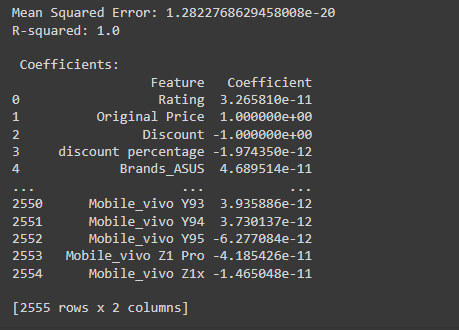 Mean Squared Error: 1.2822768629458008e-20
R-squared: 1.0
Coefficients:
Feature Coefficient
0 Rating 3.265810e-11
1 Original Price 1.000000e+00
2 Discount -1.000000e+00
3 discount percentage -1.974350e-12
4 Brands_ASUS 4.689514e-11
... ... ...
2550 Mobile_vivo Y93 3.935886e-12
2551 Mobile_vivo Y94 3.730137e-12
2552 Mobile_vivo Y95 -6.277084e-12
2553 Mobile_vivo Z1 Pro -4.185426e-11
2554 Mobile_vivo Z1x -1.465048e-11
[2555 rows x 2 columns]